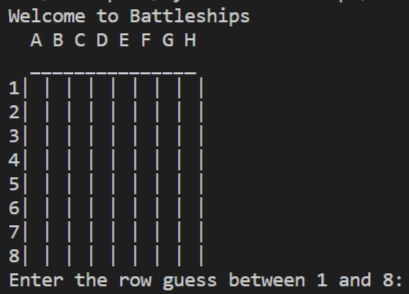 Welcome to Battleships
A B C D E F G H
_______________
1| | | | | | | | |
2| | | | | | | | |
3| | | | | | | | |
4| | | | | | | | |
5| | | | | | | | |
6| | | | | | | | |
7| | | | | | | | |
8| | | | | | | | |
Enter the row guess between 1 and 8: